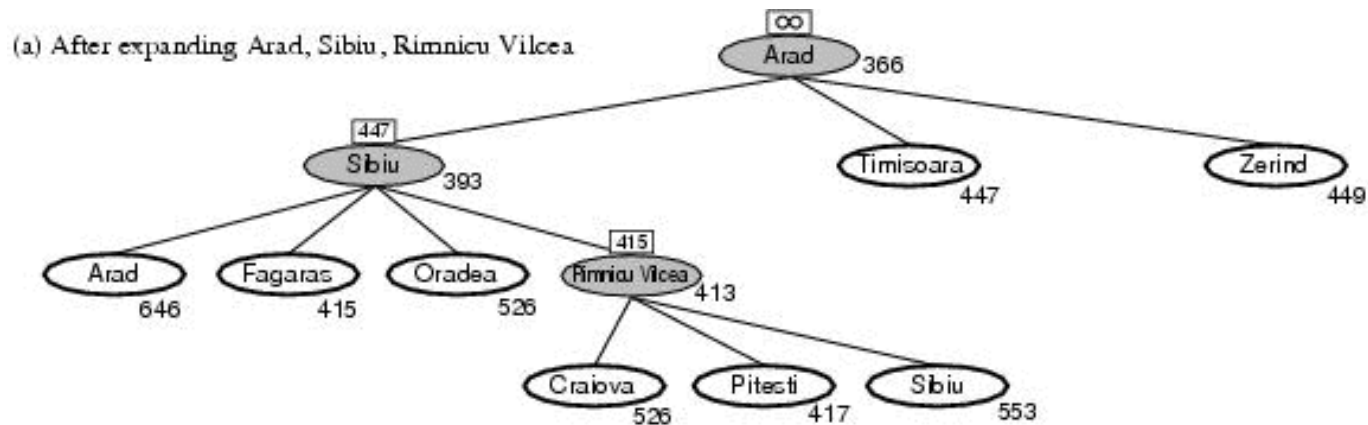 ∞
(a) After expanding Arad, Sibiu, Rimnicu Vilcea
Arad
366
447
Sibiu
393
Timisoara
447
Zerind
449
Arad
646
Fagaras
415
Oradea
526
415
Rimnicu Vilcea
413
Craiova
526
Pitesti
417
Sibiu
553